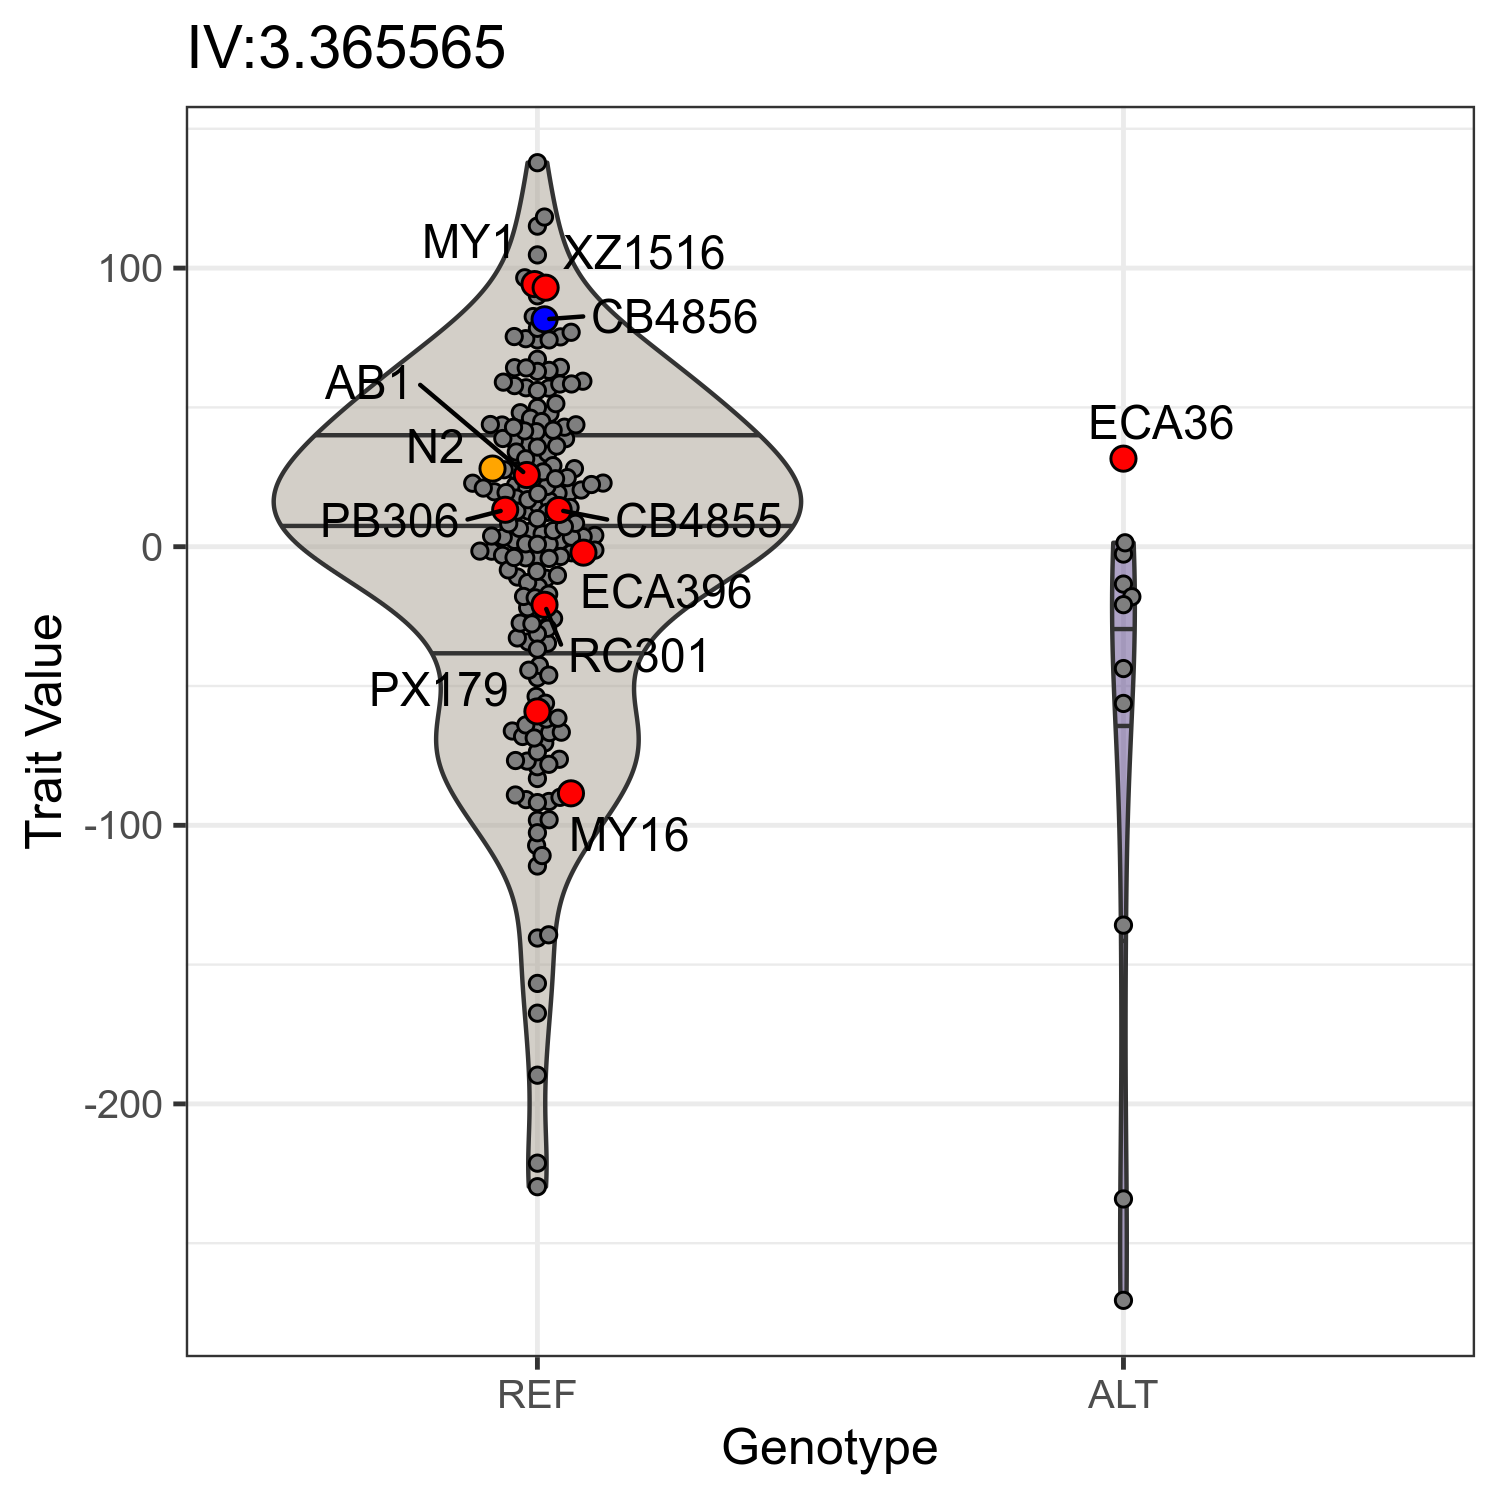 IV:3.365565
MY1
XZ1516
CB4856
AB1
N2
PB306
CB4855
ECA396
RC301
PX179
MY16
ECA36
100
0
-100
-200
Trait Value
REF
ALT
Genotype